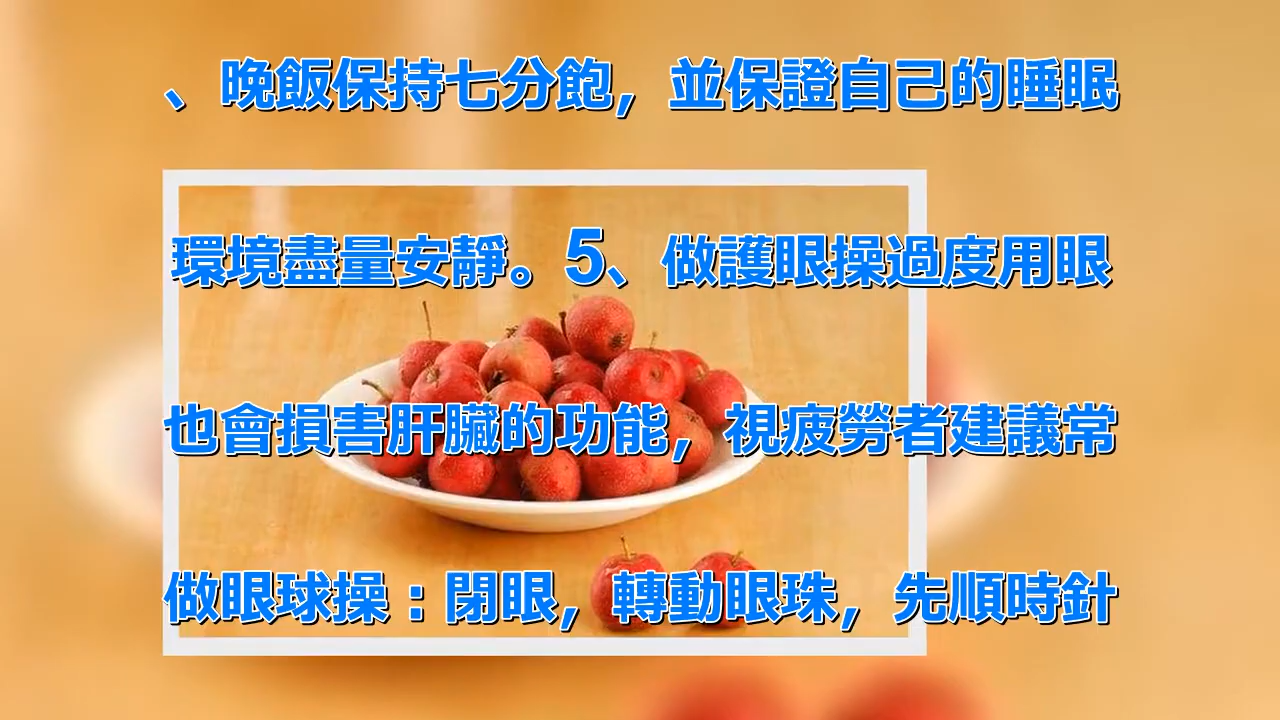 、晚飯保持七分飽，並保證自己的睡眠
環境盡量安靜。5、做護眼操過度用眼
也會損害肝臟的功能，視疲勞者建議常
做眼球操：閉眼，轉動眼珠，先順時針